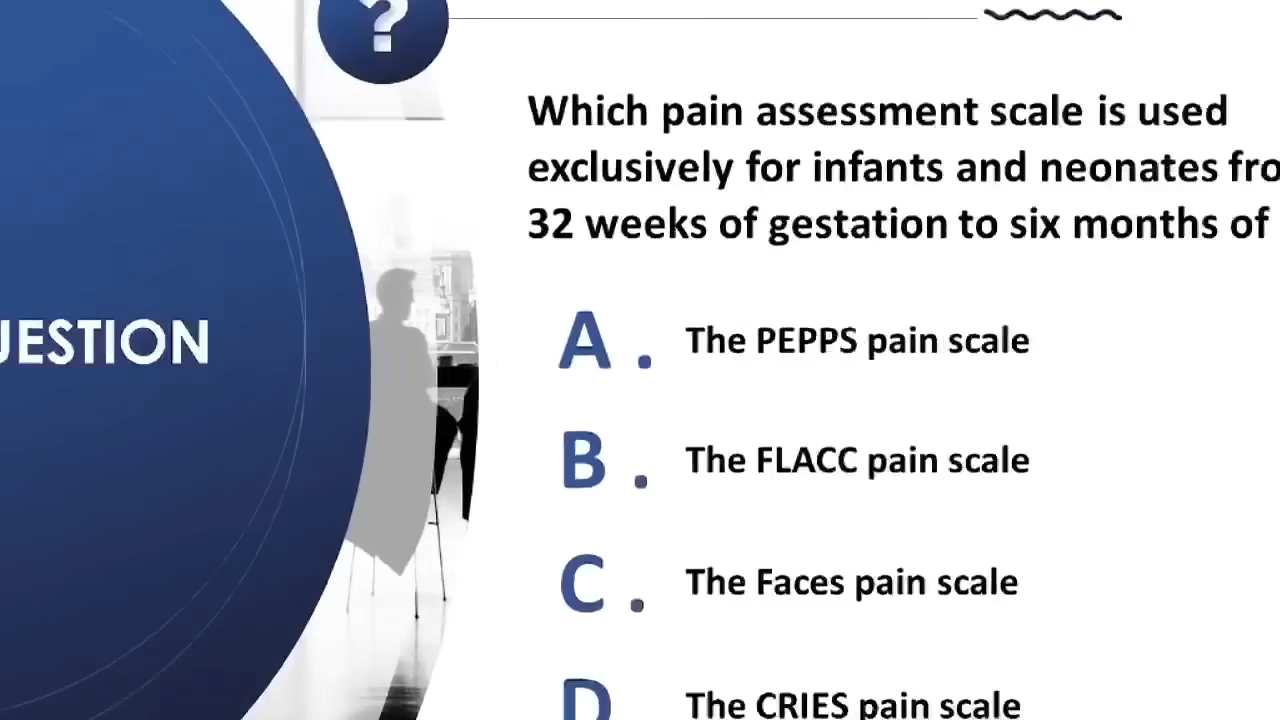 ?
Which pain assessment scale is used
exclusively for infants and neonates
32 weeks of gestation to six months of
A . The PEPPS pain scale
UESTION
B . The FLACC pain scale
C . The Faces pain scale
D The CRIES pain scale